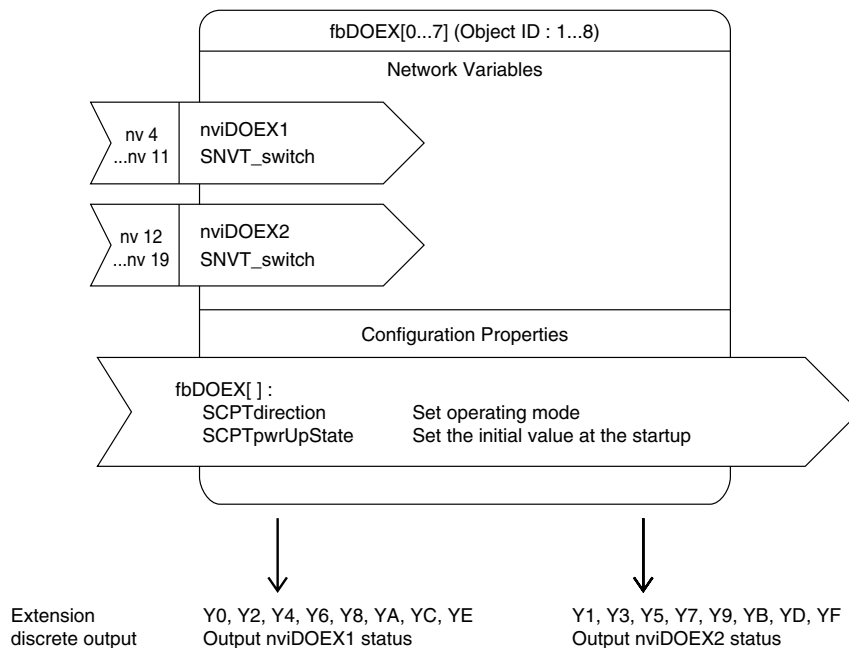 fbDOEX[0...7] (Object ID : 1...8)
Network Variables
nv 4
...nv 11
nviDOEX1
SNVT_switch
nv 12
...nv 19
nviDOEX2
SNVT_switch
Configuration Properties
fbDOEX[ ] :
SCPTdirection Set operating mode
SCPTpwrUpState Set the initial value at the startup
Extension
discrete output
Y0, Y2, Y4, Y6, Y8, YA, YC, YE
Output nviDOEX1 status
Y1, Y3, Y5, Y7, Y9, YB, YD, YF
Output nviDOEX2 status